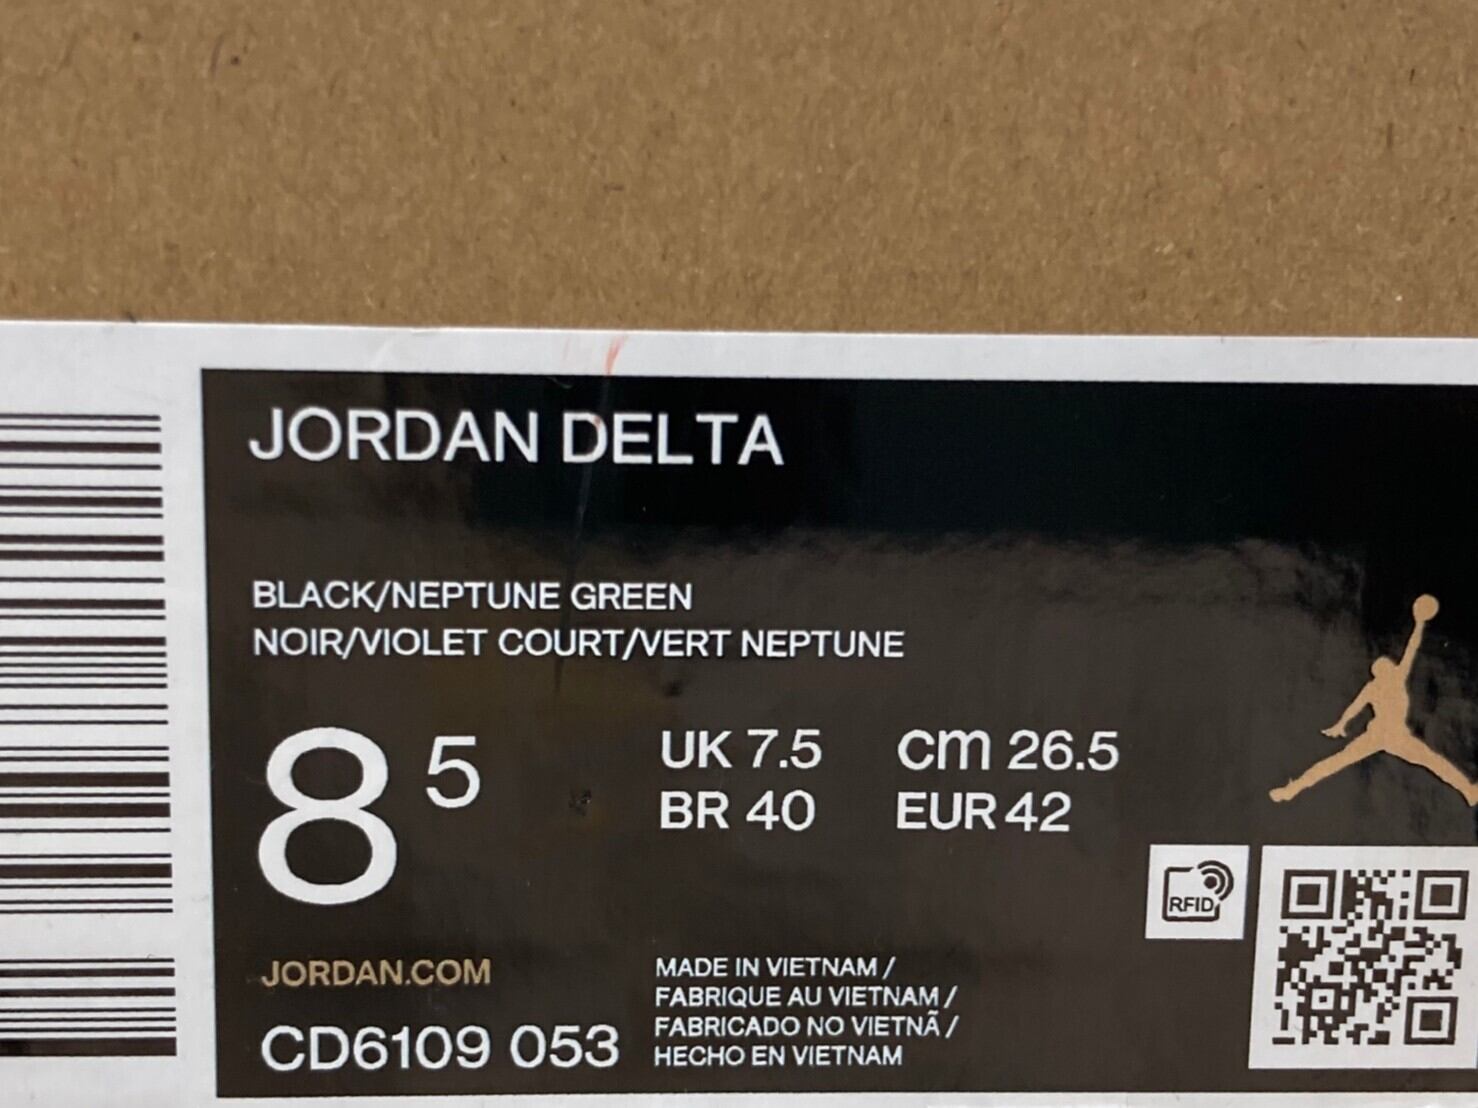 JORDAN DELTA
BLACK/NEPTUNE GREEN
NOIR/VIOLET COURT/VERT NEPTUNE
8 5
UK 7.5 cm 26.5
BR 40 EUR 42
RFID
JORDAN.COM
CD6109 053
MADE IN VIETNAM /
FABRIQUE AU VIETNAM /
FABRICADO NO VIETNÃ /
HECHO EN VIETNAM